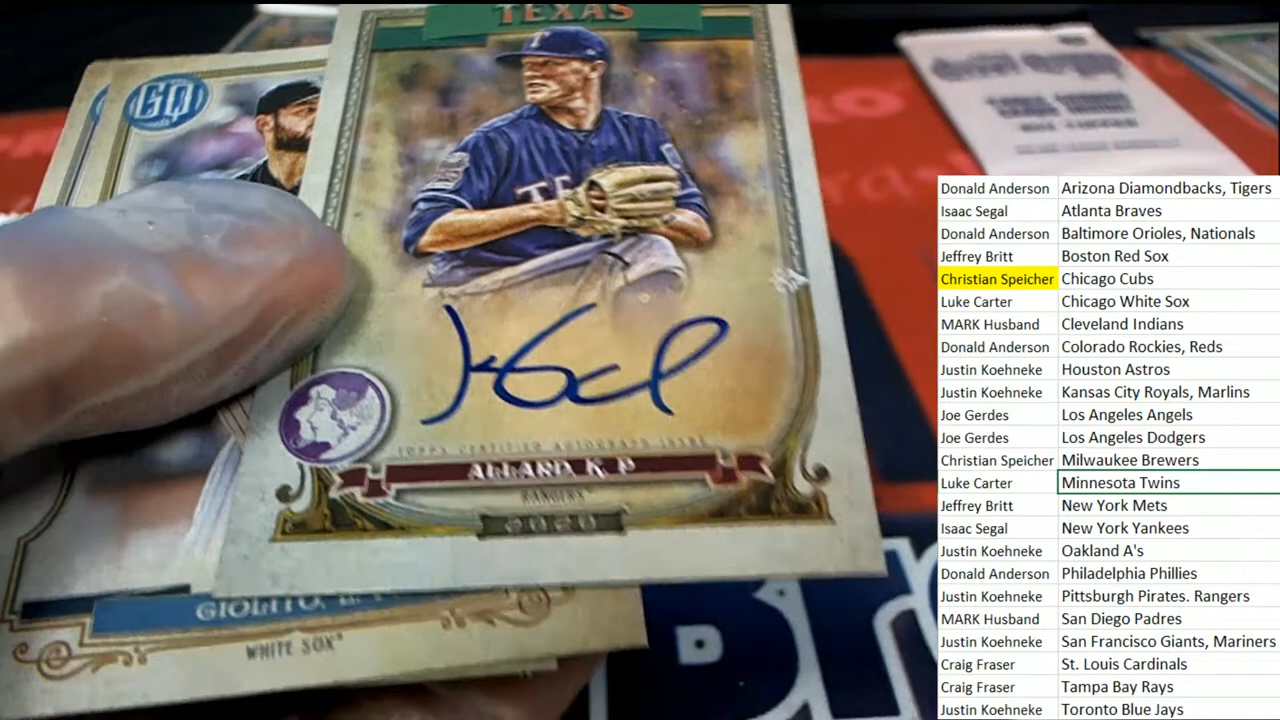 TEXAS
GQ
T
TE
TOPPS CERTIFIED AUTOGRAPH ISSUE
ALLARD, K. P
RANGERS™
2020
GIOLITO, L.
WHITE SOX®
Donald Anderson Arizona Diamondbacks, Tigers
Isaac Segal Atlanta Braves
Donald Anderson Baltimore Orioles, Nationals
Jeffrey Britt Boston Red Sox
Christian Speicher Chicago Cubs
Luke Carter Chicago White Sox
MARK Husband Cleveland Indians
Donald Anderson Colorado Rockies, Reds
Justin Koehneke Houston Astros
Justin Koehneke Kansas City Royals, Marlins
Joe Gerdes Los Angeles Angels
Joe Gerdes Los Angeles Dodgers
Christian Speicher Milwaukee Brewers
Luke Carter Minnesota Twins
Jeffrey Britt New York Mets
Isaac Segal New York Yankees
Justin Koehneke Oakland A's
Donald Anderson Philadelphia Phillies
Justin Koehneke Pittsburgh Pirates. Rangers
MARK Husband San Diego Padres
Justin Koehneke San Francisco Giants, Mariners
Craig Fraser St. Louis Cardinals
Craig Fraser Tampa Bay Rays
Justin Koehneke Toronto Blue Jays